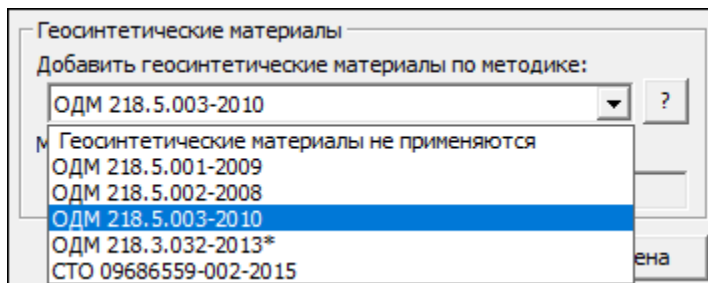 Геосинтетические материалы
Добавить геосинтетические материалы по методике:
ОДМ 218.5.003-2010
?
Геосинтетические материалы не применяются
ОДМ 218.5.001-2009
ОДМ 218.5.002-2008
ОДМ 218.5.003-2010
ОДМ 218.3.032-2013*
СТО 09686559-002-2015